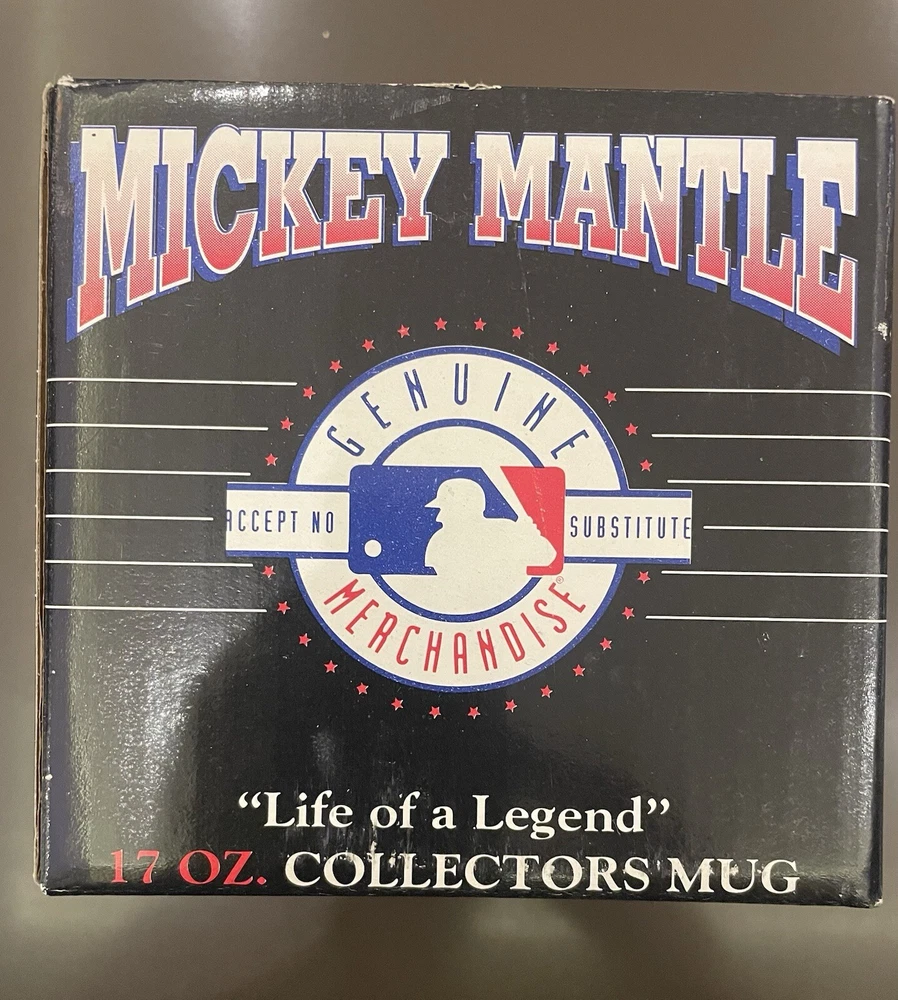 MICKEY MANTLE
GENUINE
ACCEPT NO SUBSTITUTE
MERCHANDISE®
“Life of a Legend”
17 OZ. COLLECTORS MUG